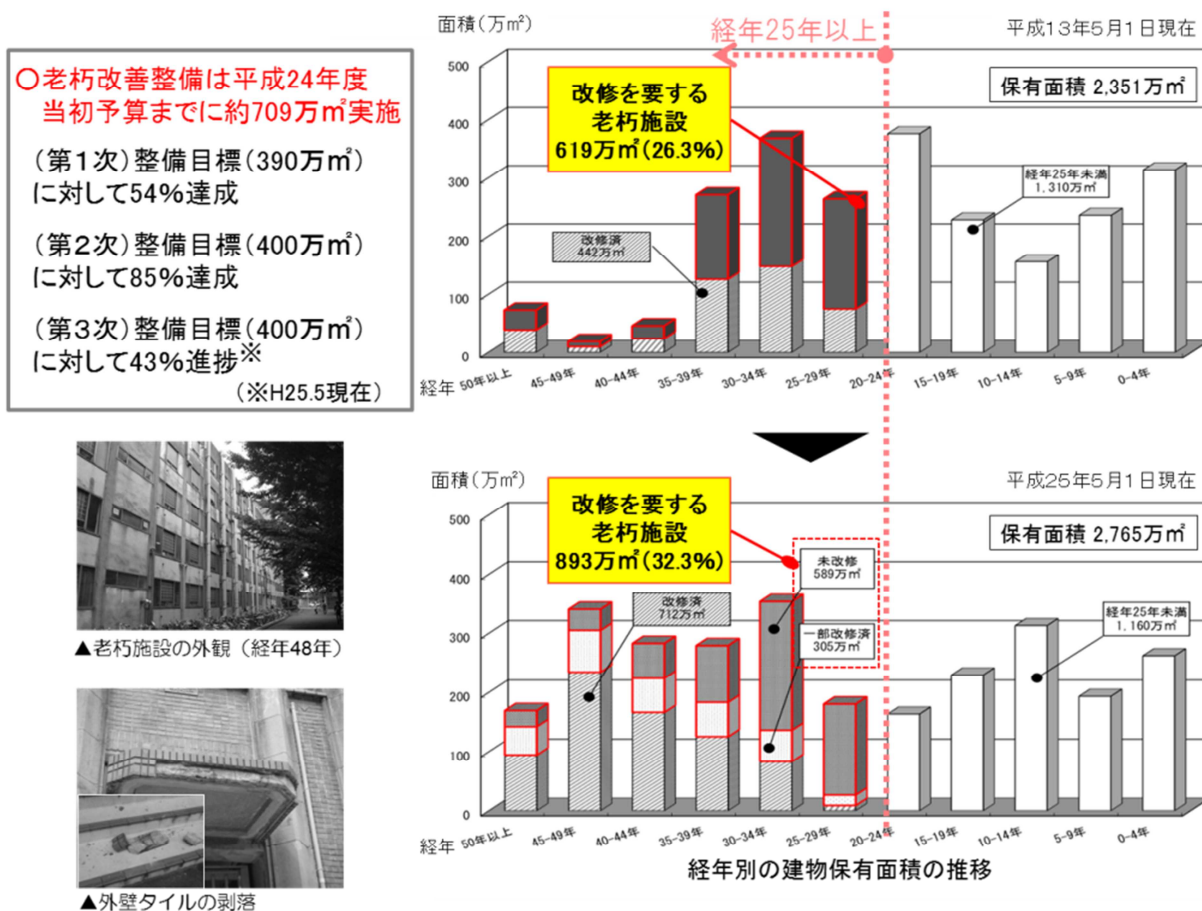 ○老朽改善整備は平成24年度
当初予算までに約709万㎡実施
(第1次)整備目標(390万㎡)
に対して54%達成
(第2次)整備目標(400万㎡)
に対して85%達成
(第3次)整備目標(400万㎡)
に対して43%進捗※
(※H25.5現在)
面積(万㎡)
経年25年以上
平成13年5月1日現在
保有面積 2,351万㎡
改修を要する
老朽施設
619万㎡(26.3%)
経年25年未満
1,310万㎡
改修済
442万㎡
500
400
300
200
100
0
経年
50年以上
45-49年
40-44年
35-39年
30-34年
25-29年
20-24年
15-19年
10-14年
5-9年
0-4年
▲老朽施設の外観(経年48年)
▲外壁タイルの剥落
面積(万㎡)
平成25年5月1日現在
保有面積 2,765万㎡
改修を要する
老朽施設
893万㎡(32.3%)
未改修
589万㎡
改修済
712万㎡
一部改修済
305万㎡
経年25年未満
1,160万㎡
500
400
300
200
100
0
経年
50年以上
45-49年
40-44年
35-39年
30-34年
25-29年
20-24年
15-19年
10-14年
5-9年
0-4年
経年別の建物保有面積の推移